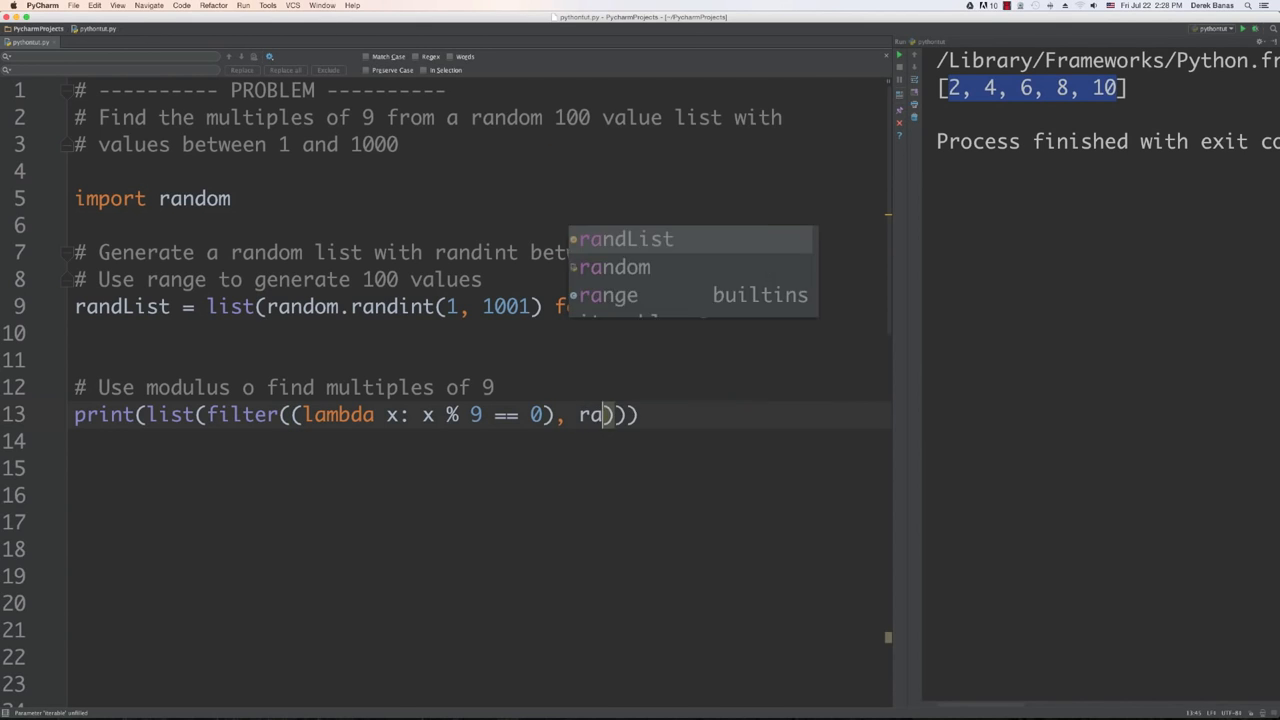 PyCharm File Edit View Navigate Code Refactor Run Tools VCS Window Help 10 Fri Jul 22 2:28 PM Derek Banas
pythontut.py - PycharmProjects - [~/PycharmProjects]
PycharmProjects pythontut.py pythontut
pythontut.py Run: pythontut
Match Case Regex Words
Replace Replace all Exclude Preserve Case In Selection
1 # ---------- PROBLEM ----------
2 # Find the multiples of 9 from a random 100 value list with
3 # values between 1 and 1000
4
5 import random
6
7 # Generate a random list with randint bet
8 # Use range to generate 100 values
9 randList = list(random.randint(1, 1001) f
10
11
12 # Use modulus o find multiples of 9
13 print(list(filter((lambda x: x % 9 == 0), ra)))
14
15
16
17
18
19
20
21
22
23
randList
random
range builtins
/Library/Frameworks/Python.fr
[2, 4, 6, 8, 10]
Process finished with exit co
Parameter 'iterable' unfilled 13:45 LF‡ UTF-8‡